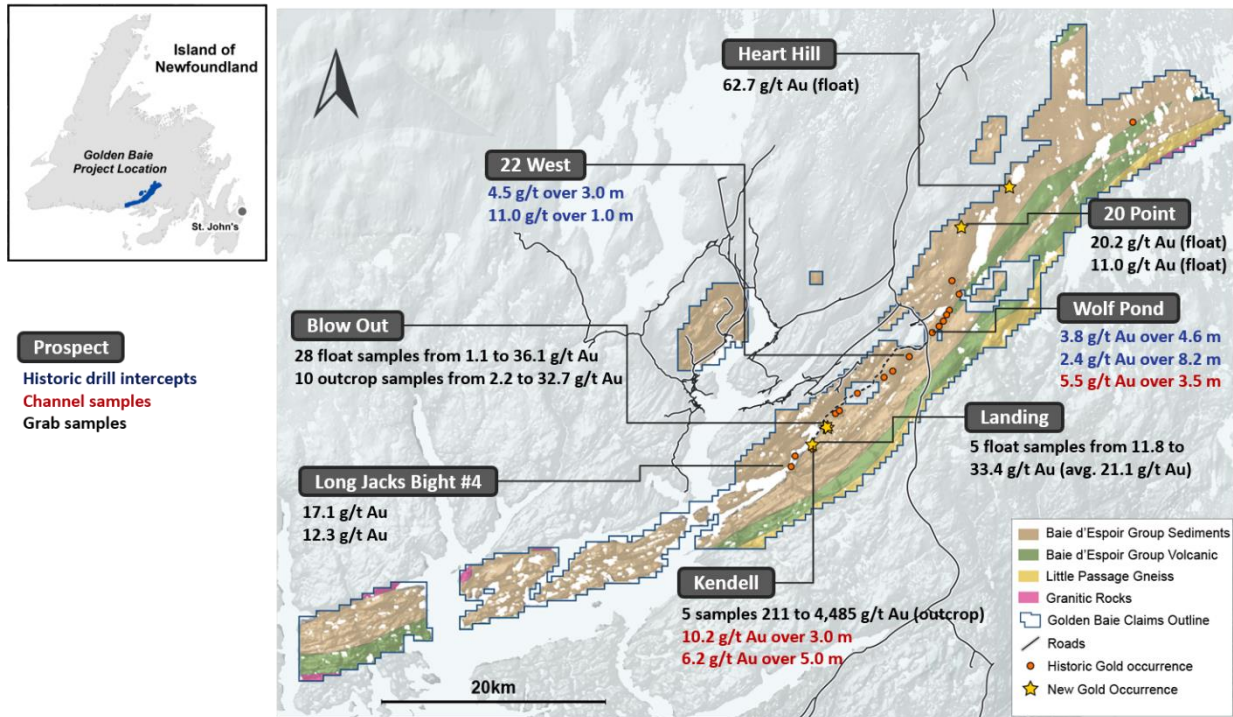 Island of
Newfoundland
Golden Baie
Project Location
St. John's
Prospect
Historic drill intercepts
Channel samples
Grab samples
Heart Hill
62.7 g/t Au (float)
22 West
4.5 g/t over 3.0 m
11.0 g/t over 1.0 m
20 Point
20.2 g/t Au (float)
11.0 g/t Au (float)
Blow Out
28 float samples from 1.1 to 36.1 g/t Au
10 outcrop samples from 2.2 to 32.7 g/t Au
Wolf Pond
3.8 g/t Au over 4.6 m
2.4 g/t Au over 8.2 m
5.5 g/t Au over 3.5 m
Landing
5 float samples from 11.8 to
33.4 g/t Au (avg. 21.1 g/t Au)
Long Jacks Bight #4
17.1 g/t Au
12.3 g/t Au
Kendell
5 samples 211 to 4,485 g/t Au (outcrop)
10.2 g/t Au over 3.0 m
6.2 g/t Au over 5.0 m
20km
Baie d'Espoir Group Sediments
Baie d'Espoir Group Volcanic
Little Passage Gneiss
Granitic Rocks
Golden Baie Claims Outline
Roads
Historic Gold occurrence
New Gold Occurrence